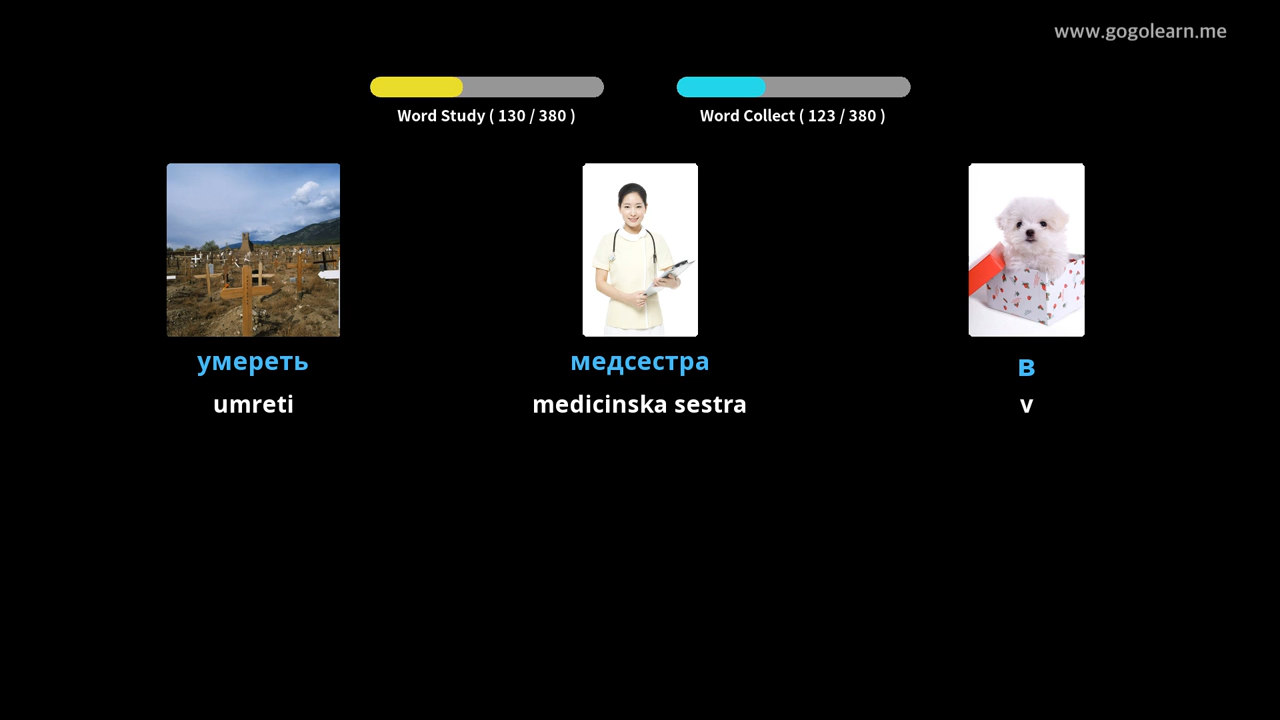 www.gogolearn.me
Word Study ( 130 / 380 )
Word Collect ( 123 / 380 )
умереть
медсестра
в
umreti
medicinska sestra
v